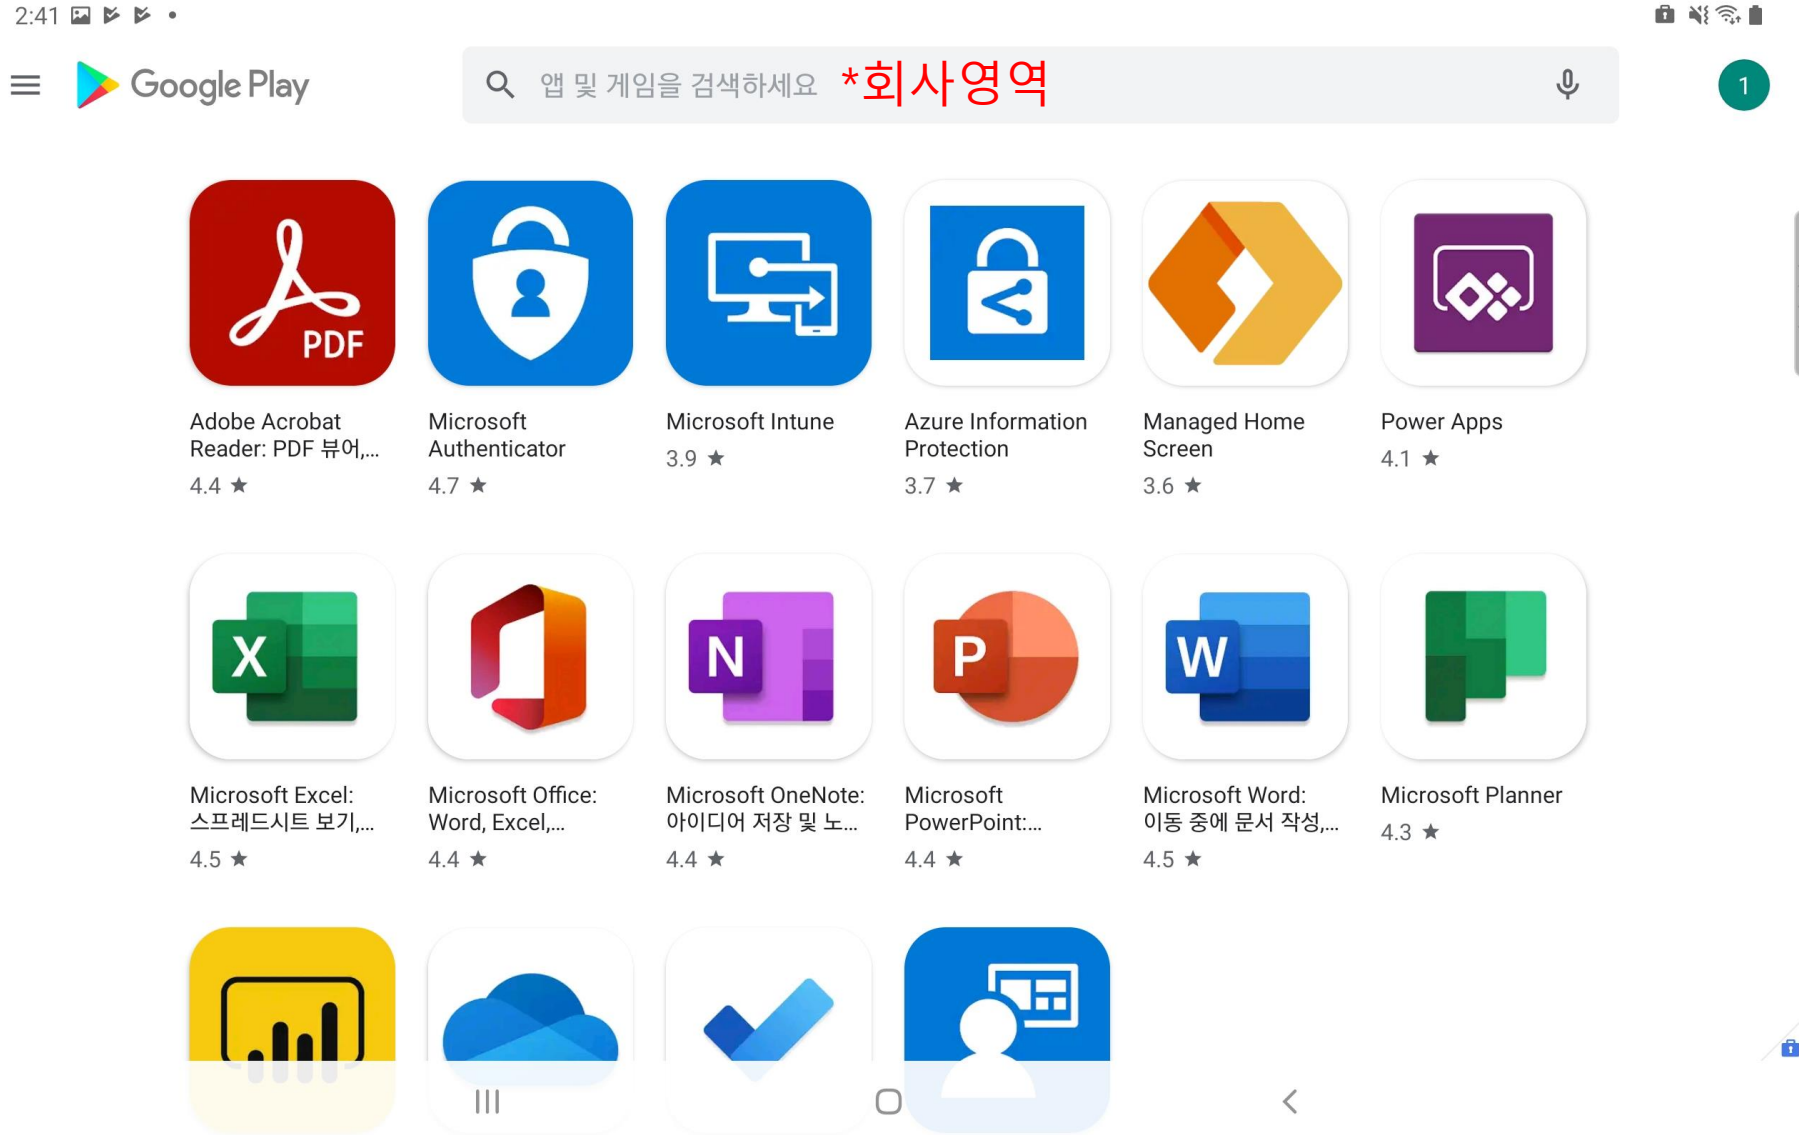 2:41
Google Play
앱 및 게임을 검색하세요 *회사영역
1
PDF
Adobe Acrobat
Reader: PDF 뷰어,...
4.4 ★
Microsoft
Authenticator
4.7 ★
Microsoft Intune
3.9 ★
Azure Information
Protection
3.7 ★
Managed Home
Screen
3.6 ★
Power Apps
4.1 ★
X
Microsoft Excel:
스프레드시트 보기,...
4.5 ★
Microsoft Office:
Word, Excel,...
4.4 ★
N
Microsoft OneNote:
아이디어 저장 및 노...
4.4 ★
P
Microsoft
PowerPoint:...
4.4 ★
W
Microsoft Word:
이동 중에 문서 작성,...
4.5 ★
Microsoft Planner
4.3 ★